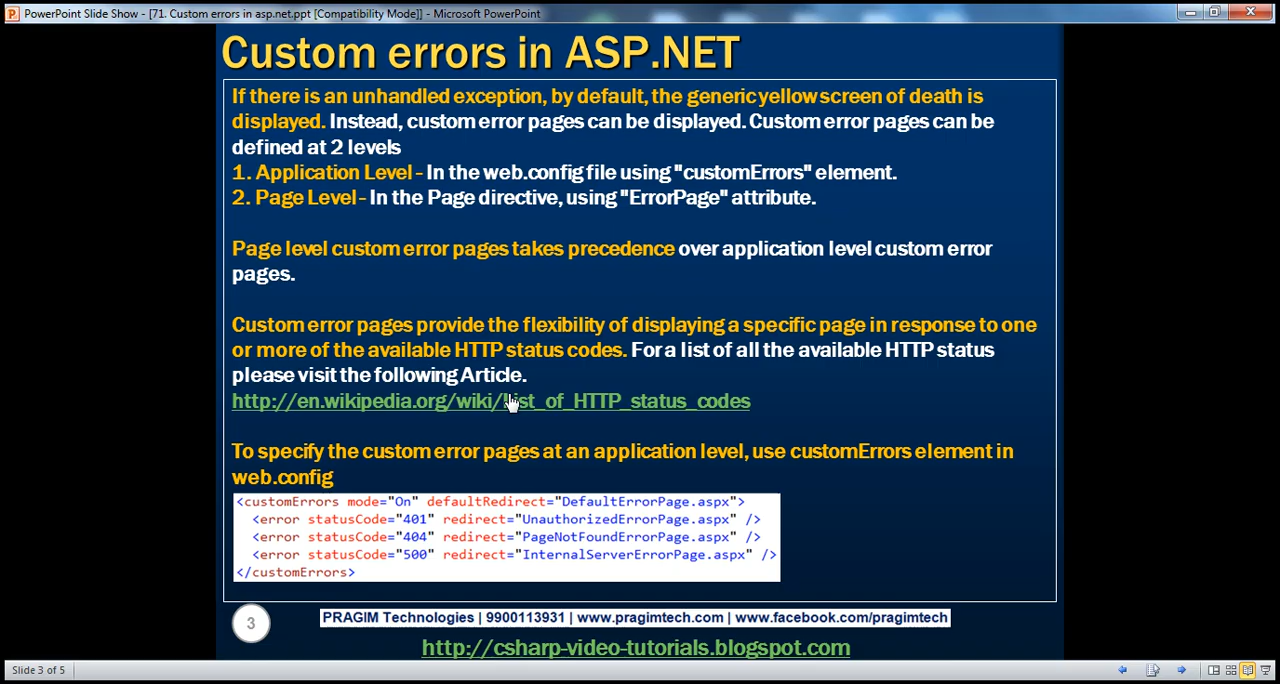 PowerPoint Slide Show - [71. Custom errors in asp.net.ppt [Compatibility Mode]] - Microsoft PowerPoint
Custom errors in ASP.NET
If there is an unhandled exception, by default, the generic yellow screen of death is
displayed. Instead, custom error pages can be displayed. Custom error pages can be
defined at 2 levels
1. Application Level - In the web.config file using "customErrors" element.
2. Page Level - In the Page directive, using "ErrorPage" attribute.
Page level custom error pages takes precedence over application level custom error
pages.
Custom error pages provide the flexibility of displaying a specific page in response to one
or more of the available HTTP status codes. For a list of all the available HTTP status
please visit the following Article.
http://en.wikipedia.org/wiki/List_of_HTTP_status_codes
To specify the custom error pages at an application level, use customErrors element in
web.config
<customErrors mode="On" defaultRedirect="DefaultErrorPage.aspx">
<error statusCode="401" redirect="UnauthorizedErrorPage.aspx" />
<error statusCode="404" redirect="PageNotFoundErrorPage.aspx" />
<error statusCode="500" redirect="InternalServerErrorPage.aspx" />
</customErrors>
3
PRAGIM Technologies | 9900113931 | www.pragimtech.com | www.facebook.com/pragimtech
http://csharp-video-tutorials.blogspot.com
Slide 3 of 5